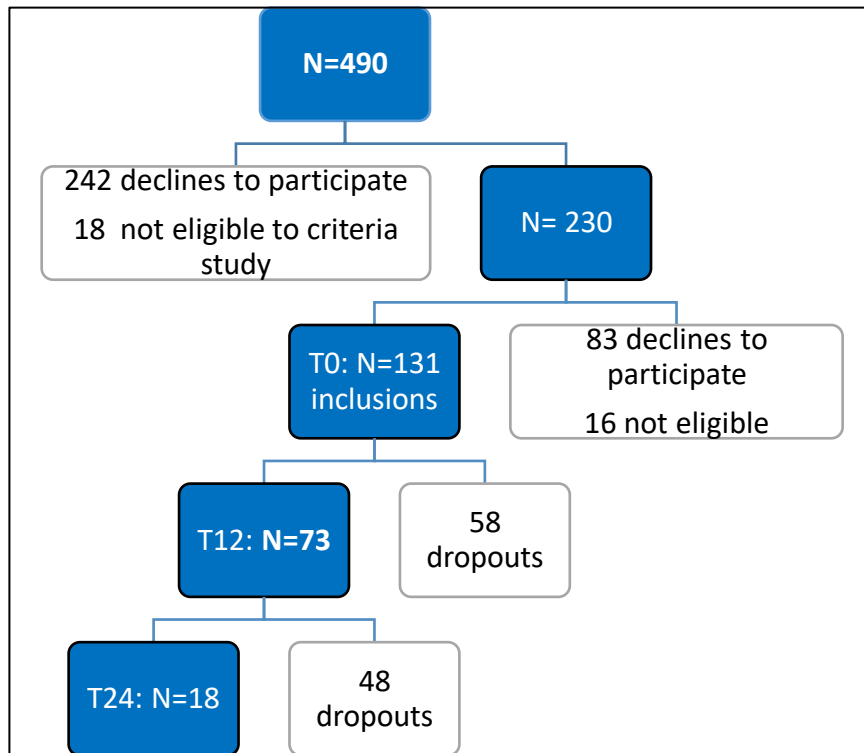 N=490
242 declines to participate
18 not eligible to criteria
study
N= 230
T0: N=131
inclusions
83 declines to
participate
16 not eligible
T12: N=73
58
dropouts
T24: N=18
48
dropouts